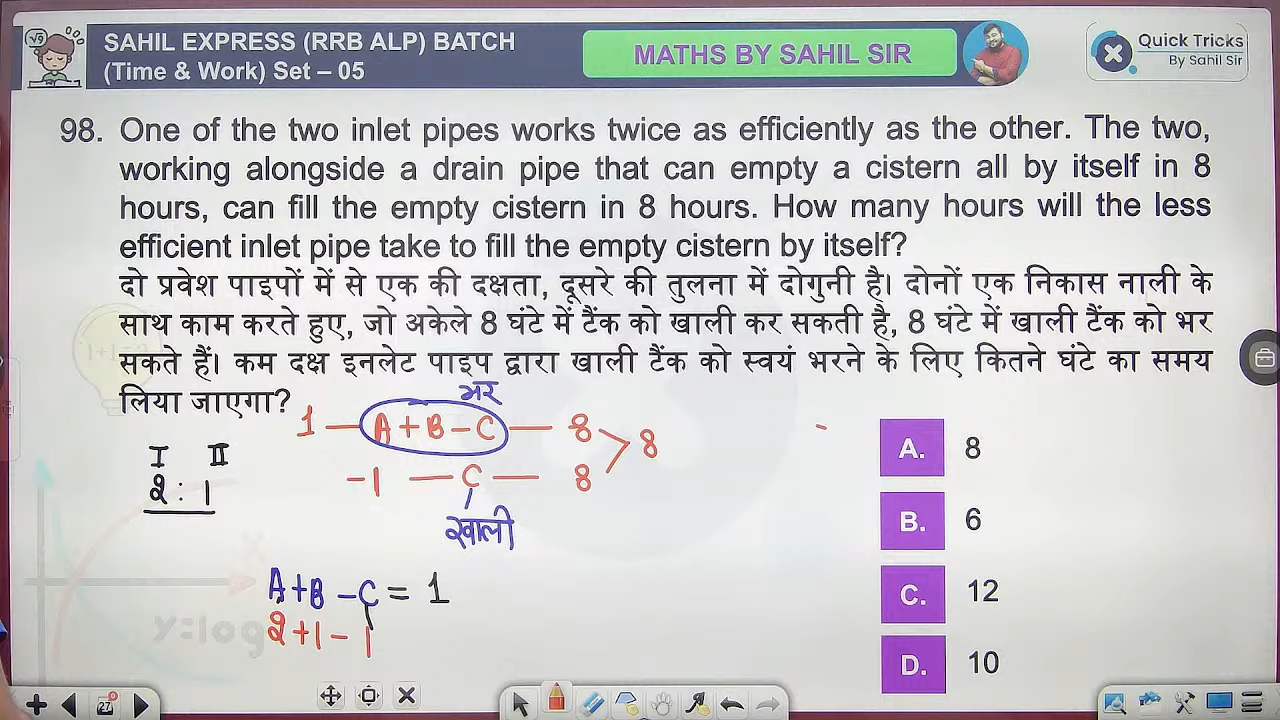 SAHIL EXPRESS (RRB ALP) BATCH
(Time & Work) Set – 05
MATHS BY SAHIL SIR
Quick Tricks
By Sahil Sir
√9
98. One of the two inlet pipes works twice as efficiently as the other. The two,
working alongside a drain pipe that can empty a cistern all by itself in 8
hours, can fill the empty cistern in 8 hours. How many hours will the less
efficient inlet pipe take to fill the empty cistern by itself?
दो प्रवेश पाइपों में से एक की दक्षता, दूसरे की तुलना में दोगुनी है। दोनों एक निकास नाली के
साथ काम करते हुए, जो अकेले 8 घंटे में टैंक को खाली कर सकती है, 8 घंटे में खाली टैंक को भर
सकते हैं। कम दक्ष इनलेट पाइप द्वारा खाली टैंक को स्वयं भरने के लिए कितने घंटे का समय
लिया जाएगा?
भर
1 — A+B−C — 8 > 8
-1 — C — 8
खाली
I II
2 : 1
A+B−C = 1
2+1−1
A. 8
B. 6
C. 12
D. 10
y=log
27